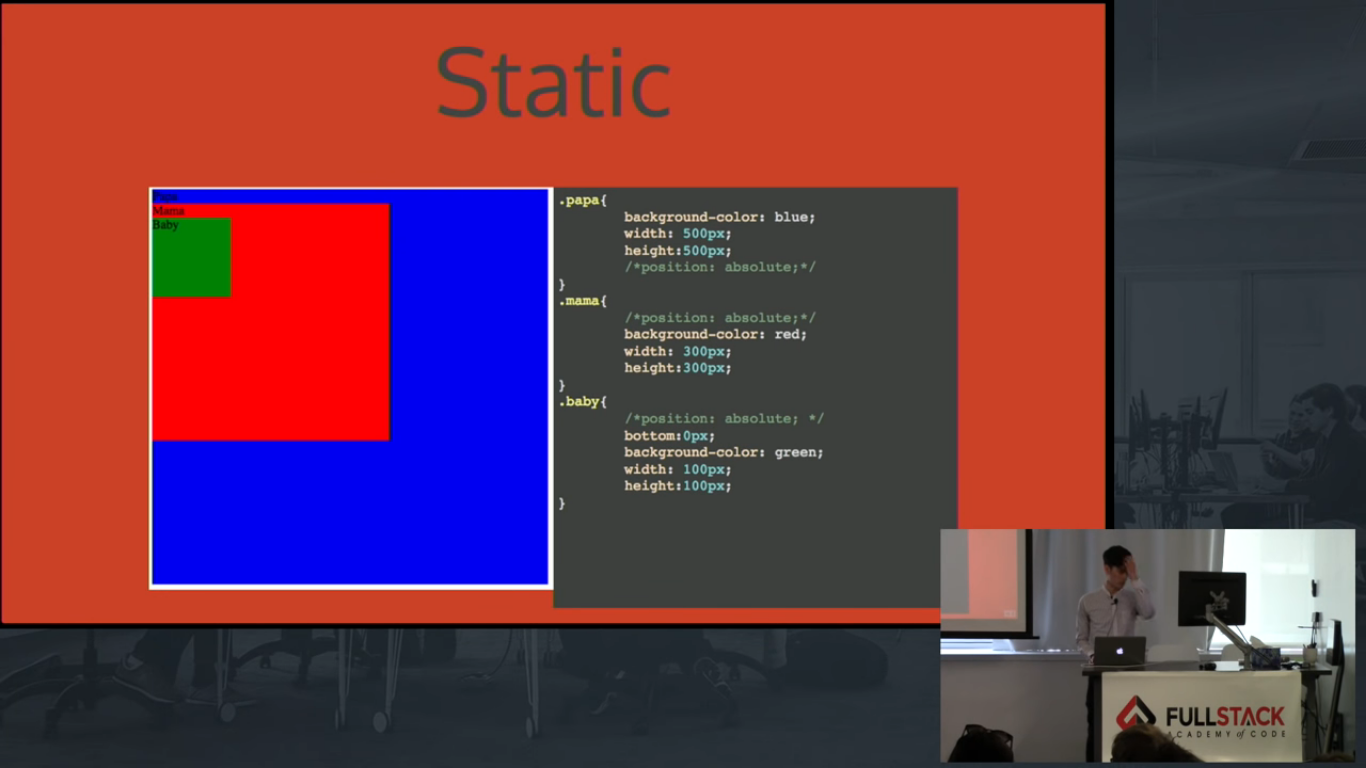 Static
Papa
Mama
Baby
.papa{
background-color: blue;
width: 500px;
height:500px;
/*position: absolute;*/
}
.mama{
/*position: absolute;*/
background-color: red;
width: 300px;
height:300px;
}
.baby{
/*position: absolute; */
bottom:0px;
background-color: green;
width: 100px;
height:100px;
}
FULLSTACK
ACADEMY of CODE